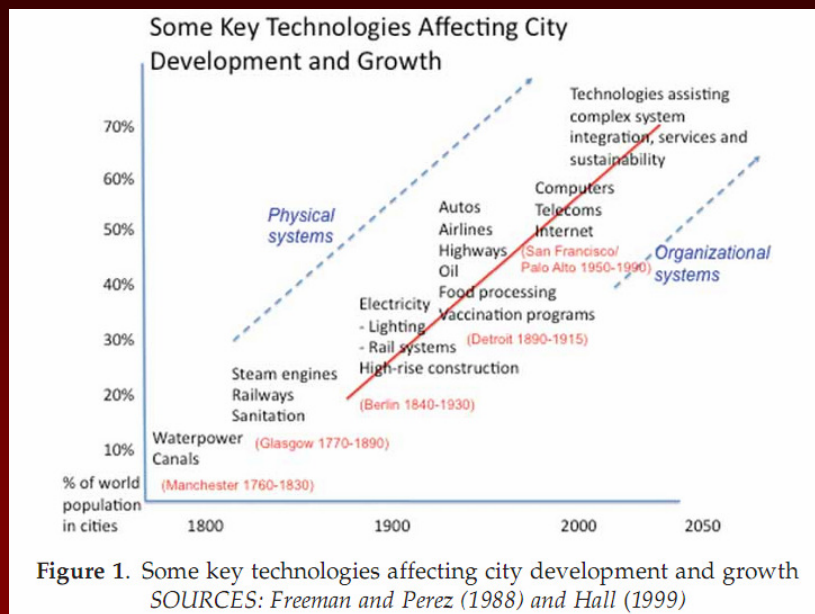 Some Key Technologies Affecting City
Development and Growth
70%
60%
50%
40%
30%
20%
10%
% of world
population
in cities
1800
1900
2000
2050
Physical
systems
Organizational
systems
Waterpower
Canals
(Manchester 1760-1830)
Steam engines
Railways
Sanitation
(Glasgow 1770-1890)
Electricity
- Lighting
- Rail systems
High-rise construction
(Berlin 1840-1930)
Autos
Airlines
Highways
Oil
Food processing
Vaccination programs
(Detroit 1890-1915)
Computers
Telecoms
Internet
(San Francisco/
Palo Alto 1950-1990)
Technologies assisting
complex system
integration, services and
sustainability
Figure 1. Some key technologies affecting city development and growth
SOURCES: Freeman and Perez (1988) and Hall (1999)